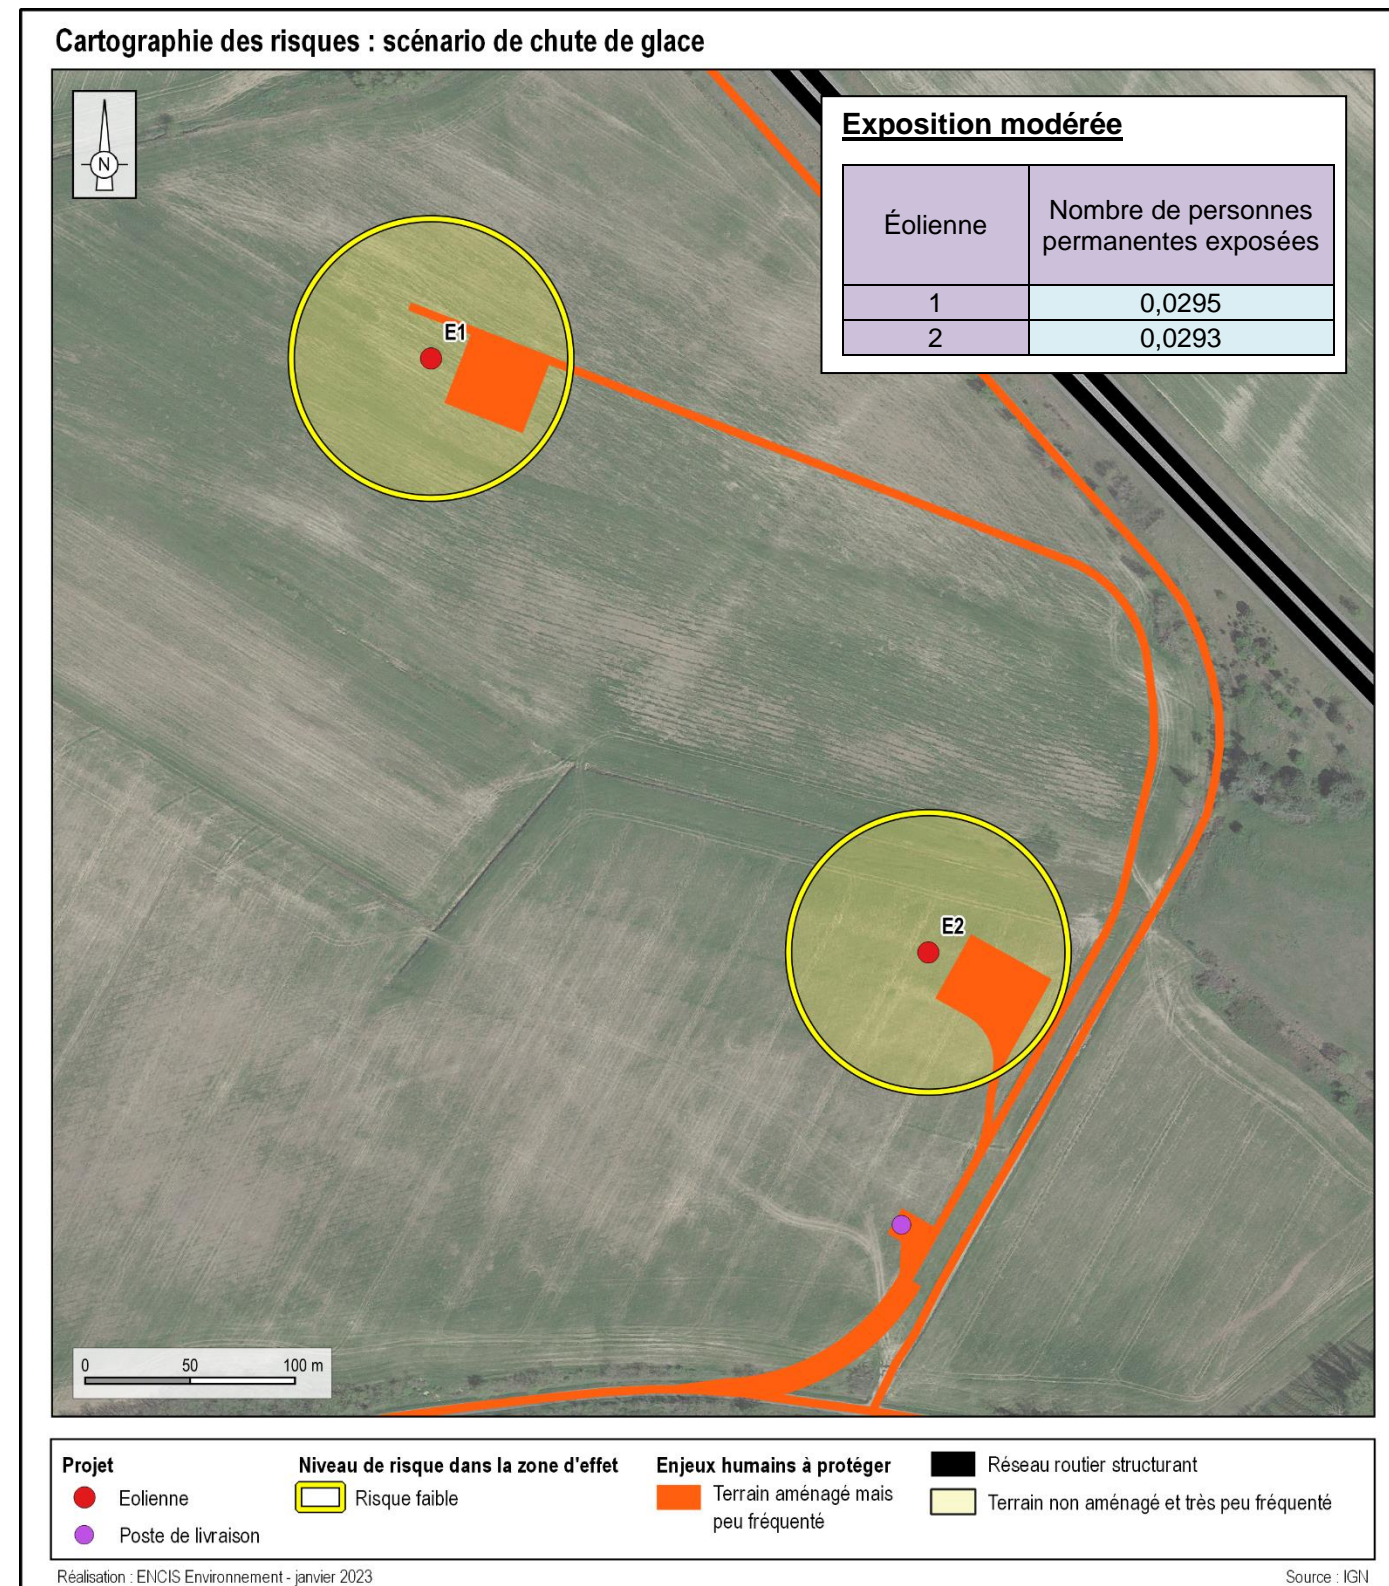 Cartographie des risques : scénario de chute de glace
N
Exposition modérée
Éolienne
Nombre de personnes
permanentes exposées
1
0,0295
2
0,0293
E1
E2
0 50 100 m
Projet
Eolienne
Poste de livraison
Niveau de risque dans la zone d'effet
Risque faible
Enjeux humains à protéger
Terrain aménagé mais
peu fréquenté
Réseau routier structurant
Terrain non aménagé et très peu fréquenté
Réalisation : ENCIS Environnement - janvier 2023
Source : IGN